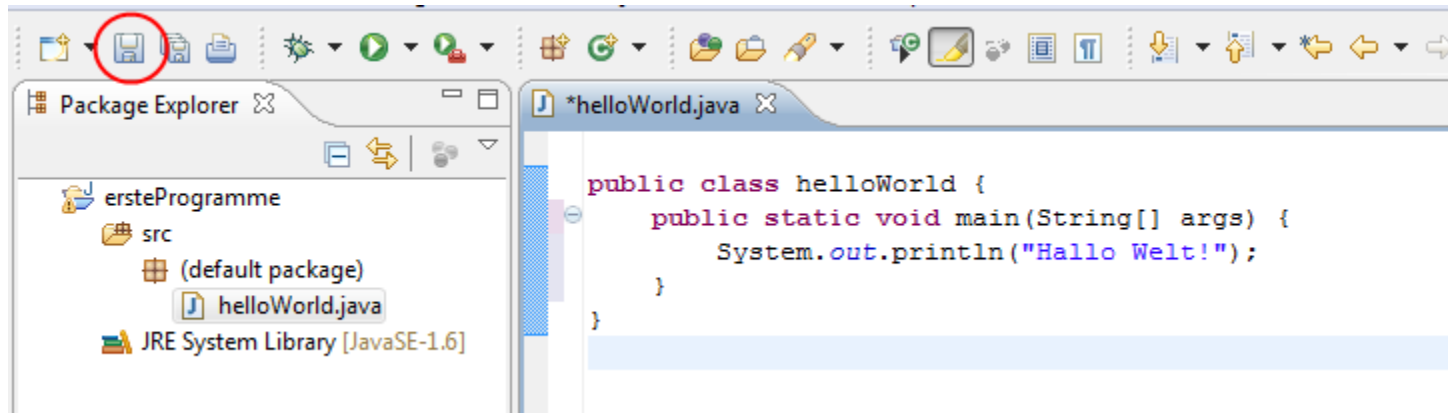 Package Explorer
ersteProgramme
src
(default package)
helloWorld.java
JRE System Library [JavaSE-1.6]
*helloWorld.java
public class helloWorld {
public static void main(String[] args) {
System.out.println("Hallo Welt!");
}
}